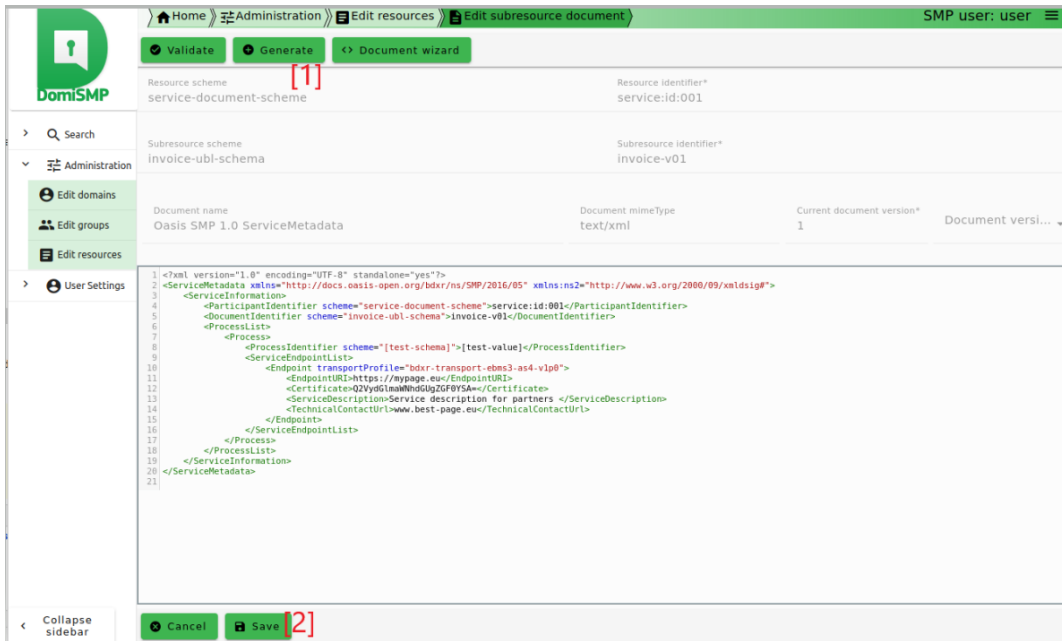 Home Administration Edit resources Edit subresource document SMP user: user
DomiSMP
Validate Generate Document wizard
[1]
Resource scheme Resource identifier*
service-document-scheme service:id:001
Search
Subresource scheme Subresource identifier*
invoice-ubl-schema invoice-v01
Administration
Edit domains
Document name Document mimeType Current document version*
Oasis SMP 1.0 ServiceMetadata text/xml 1 Document versi...
Edit groups
Edit resources
User Settings
1 <?xml version="1.0" encoding="UTF-8" standalone="yes"?>
2 <ServiceMetadata xmlns="http://docs.oasis-open.org/bdxr/ns/SMP/2016/05" xmlns:ns2="http://www.w3.org/2000/09/xmldsig#">
3 <ServiceInformation>
4 <ParticipantIdentifier scheme="service-document-scheme">service:id:001</ParticipantIdentifier>
5 <DocumentIdentifier scheme="invoice-ubl-schema">invoice-v01</DocumentIdentifier>
6 <ProcessList>
7 <Process>
8 <ProcessIdentifier scheme="[test-schema]">[test-value]</ProcessIdentifier>
9 <ServiceEndpointList>
10 <Endpoint transportProfile="bdxr-transport-ebms3-as4-v1p0">
11 <EndpointURI>https://mypage.eu</EndpointURI>
12 <Certificate>Q2VydGlmaWNhdGUgZGF0YSA=</Certificate>
13 <ServiceDescription>Service description for partners </ServiceDescription>
14 <TechnicalContactUrl>www.best-page.eu</TechnicalContactUrl>
15 </Endpoint>
16 </ServiceEndpointList>
17 </Process>
18 </ProcessList>
19 </ServiceInformation>
20 </ServiceMetadata>
21
Collapse sidebar
Cancel Save [2]